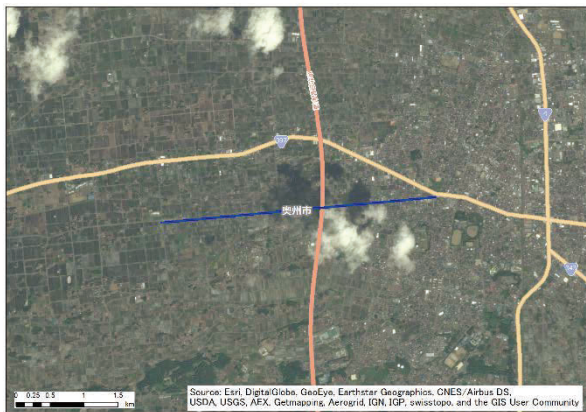 奥州市
0 0.25 0.5 1 1.5
km
Source: Esri, DigitalGlobe, GeoEye, Earthstar Geographics, CNES/Airbus DS,
USDA, USGS, AEX, Getmapping, Aerogrid, IGN, IGP, swisstopo, and the GIS User Community